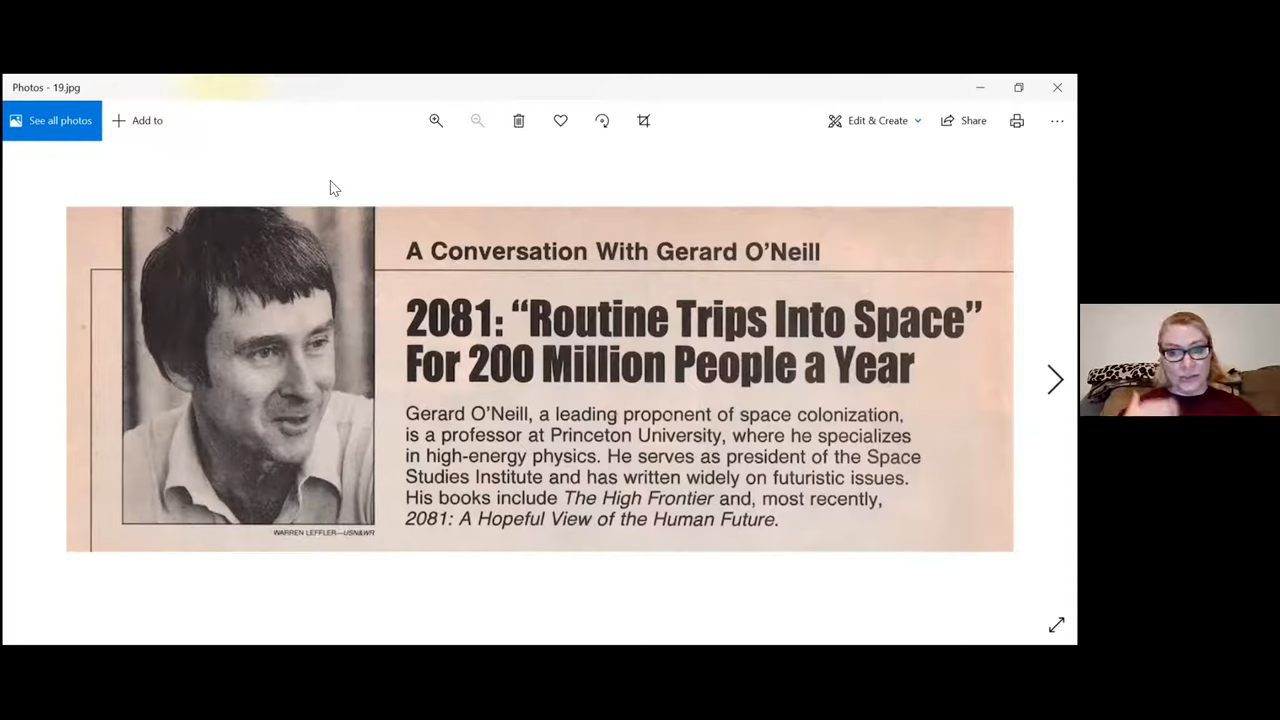 Photos - 19.jpg
See all photos
Add to
Edit & Create
Share
A Conversation With Gerard O'Neill
2081: “Routine Trips Into Space”
For 200 Million People a Year
Gerard O'Neill, a leading proponent of space colonization,
is a professor at Princeton University, where he specializes
in high-energy physics. He serves as president of the Space
Studies Institute and has written widely on futuristic issues.
His books include The High Frontier and, most recently,
2081: A Hopeful View of the Human Future.
WARREN LEFFLER—USN&WR